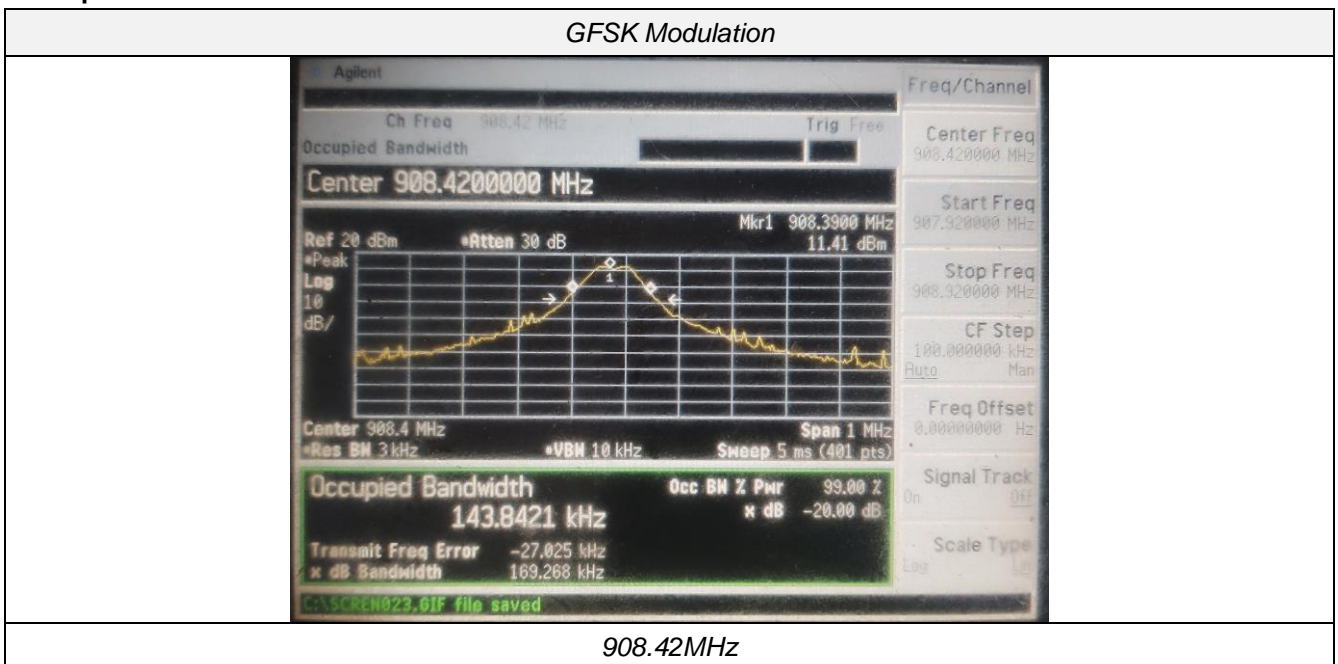 GFSK Modulation
Agilent
Freq/Channel
Ch Freq 908.42 MHz Trig Free
Occupied Bandwidth
Center Freq
908.420000 MHz
Center 908.4200000 MHz
Start Freq
907.920000 MHz
Mkr1 908.3900 MHz
Ref 20 dBm Atten 30 dB 11.41 dBm
Peak
Log
10
dB/
1
Stop Freq
908.920000 MHz
CF Step
100.000000 kHz
Auto Man
Freq Offset
0.00000000 Hz
Center 908.4 MHz Span 1 MHz
Res BW 3 kHz VBW 10 kHz Sweep 5 ms (401 pts)
Signal Track
On Off
Occupied Bandwidth Occ BW % Pwr 99.00 %
143.8421 kHz x dB -20.00 dB
Transmit Freq Error -27.025 kHz
x dB Bandwidth 169.268 kHz
Scale Type
Log Lin
C:\SCREN023.GIF file saved
908.42MHz